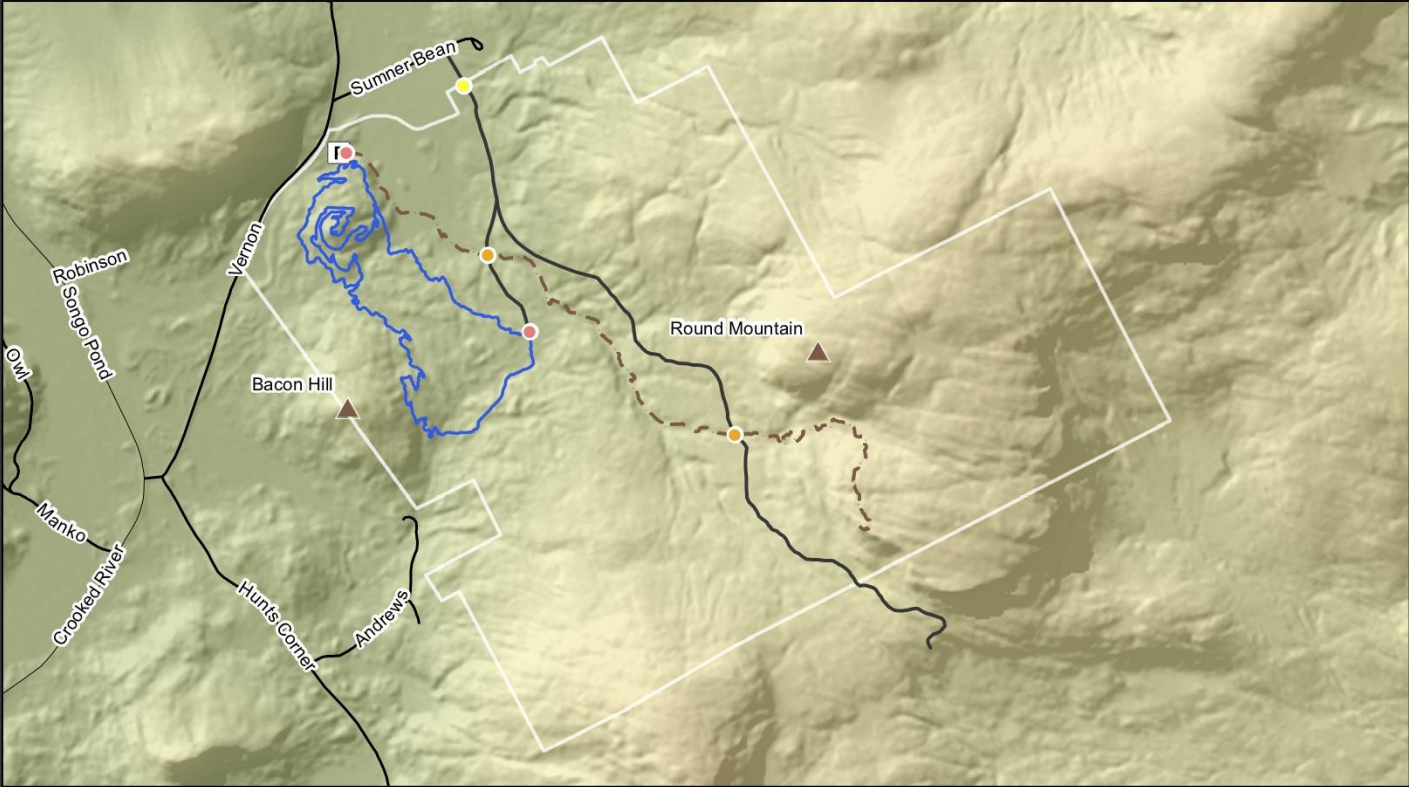 Sumner Bean
P
Vernon
Robinson
Songo Pond
Round Mountain
Owl
Bacon Hill
Manko
Crooked River
Hunts Corner
Andrews